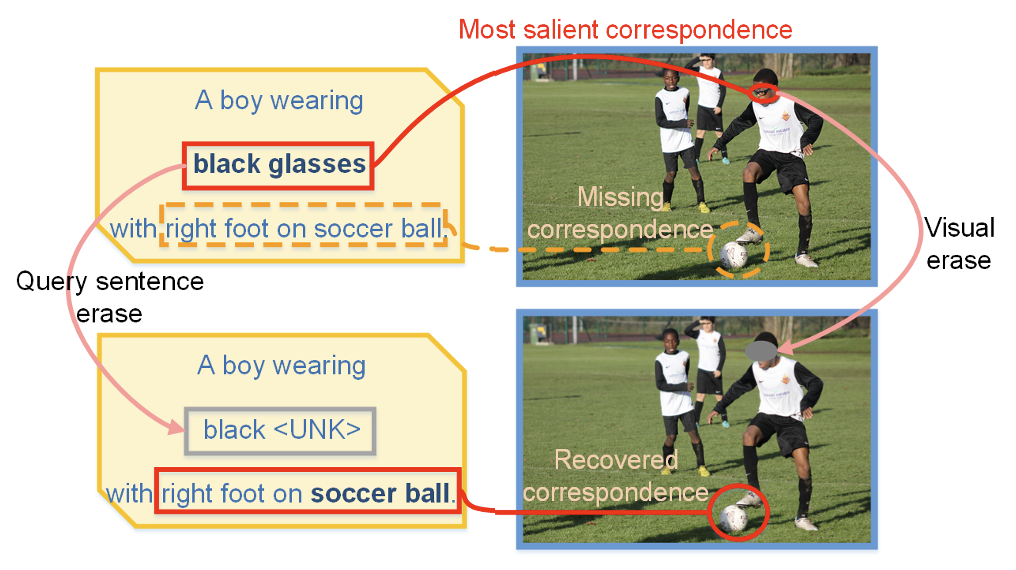 Most salient correspondence
A boy wearing
black glasses
with right foot on soccer ball.
Missing
correspondence
Visual
erase
Query sentence
erase
A boy wearing
black <UNK>
with right foot on soccer ball.
Recovered
correspondence